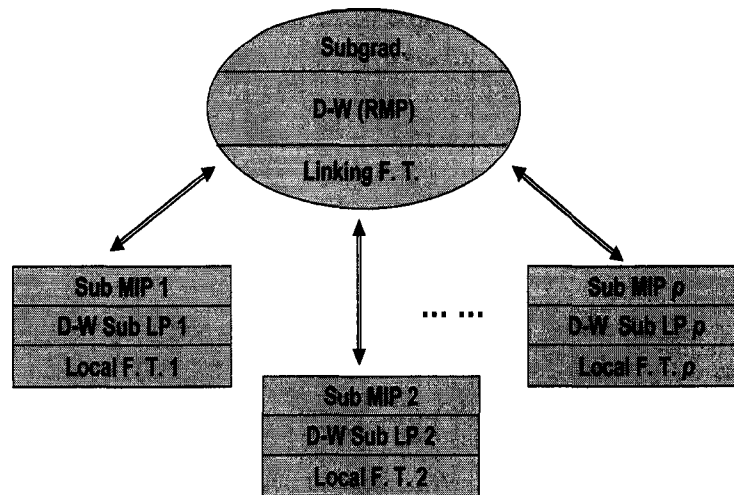 Subgrad.
D-W (RMP)
Linking F. T.
Sub MIP 1
D-W Sub LP 1
Local F. T. 1
Sub MIP 2
D-W Sub LP 2
Local F. T. 2
... ...
Sub MIP ρ
D-W Sub LP ρ
Local F. T. ρ